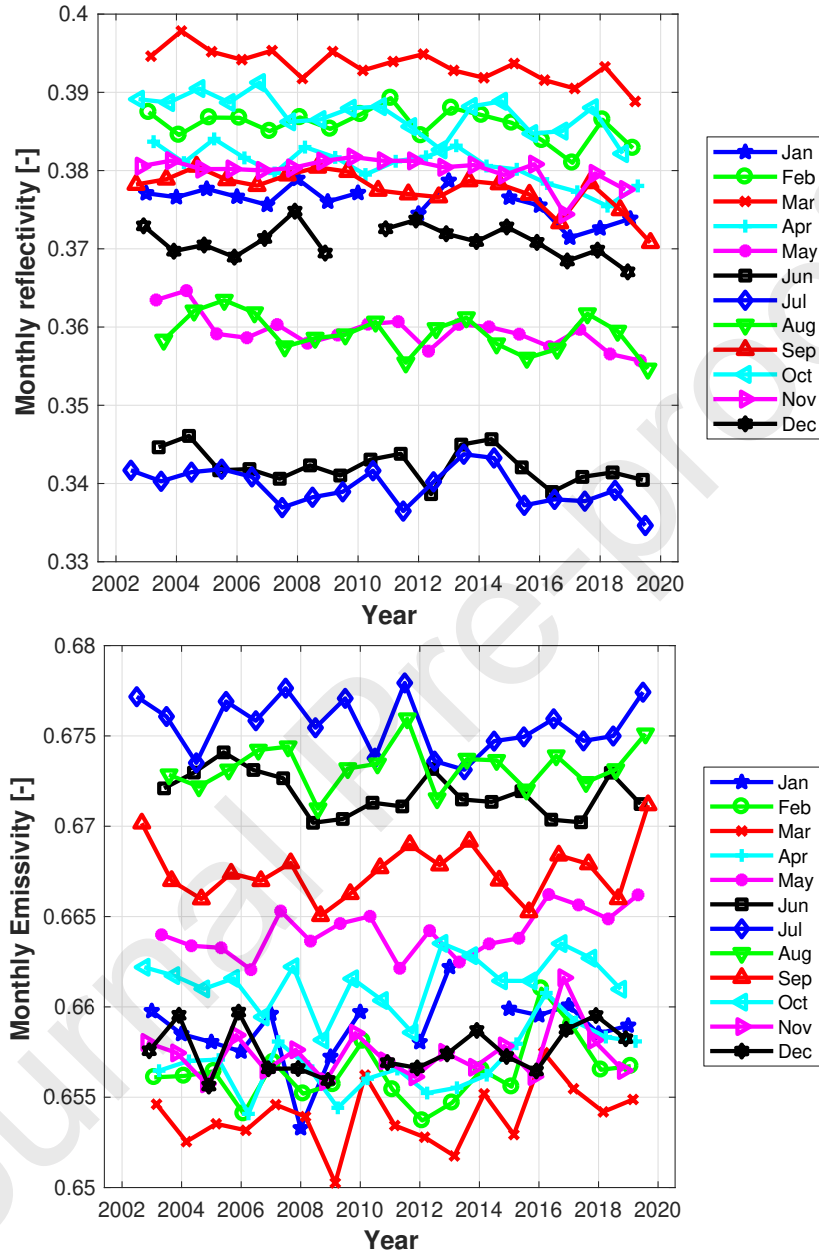 0.4
0.39
0.38
0.37
0.36
0.35
0.34
0.33
Monthly reflectivity [-]
2002 2004 2006 2008 2010 2012 2014 2016 2018 2020
Year
Jan
Feb
Mar
Apr
May
Jun
Jul
Aug
Sep
Oct
Nov
Dec
0.68
0.675
0.67
0.665
0.66
0.655
0.65
Monthly Emissivity [-]
2002 2004 2006 2008 2010 2012 2014 2016 2018 2020
Year
Jan
Feb
Mar
Apr
May
Jun
Jul
Aug
Sep
Oct
Nov
Dec
Journal Pre-proo